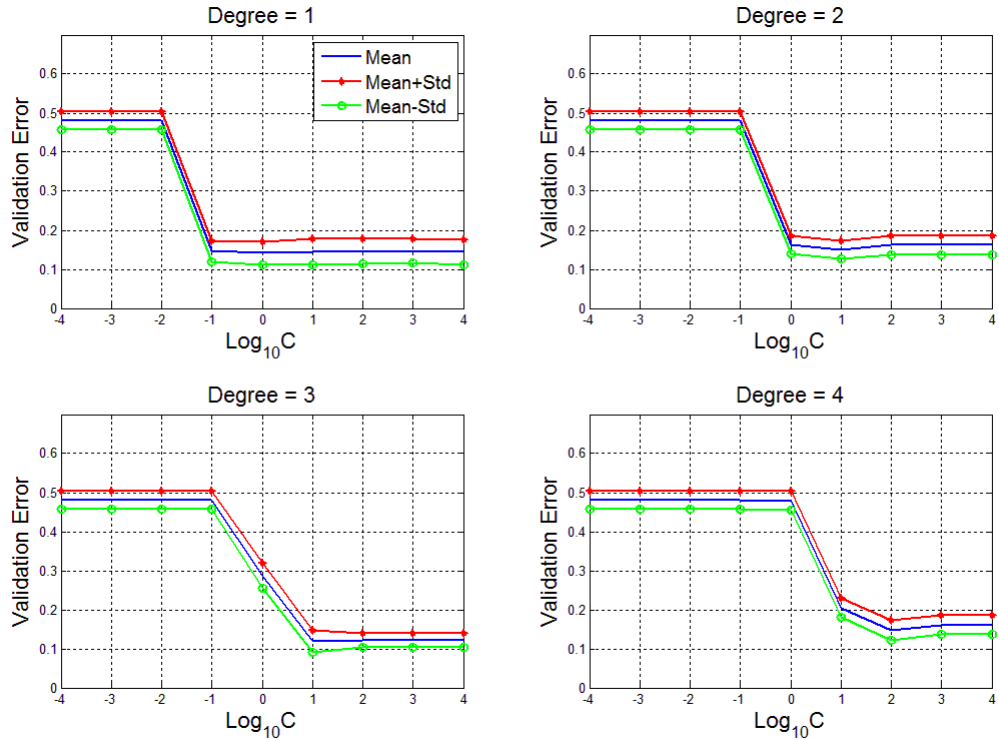 Degree = 1
Validation Error
0.6
0.5
0.4
0.3
0.2
0.1
0
-4 -3 -2 -1 0 1 2 3 4
Log10C
Mean
Mean+Std
Mean-Std
Degree = 2
Validation Error
0.6
0.5
0.4
0.3
0.2
0.1
0
-4 -3 -2 -1 0 1 2 3 4
Log10C
Degree = 3
Validation Error
0.6
0.5
0.4
0.3
0.2
0.1
0
-4 -3 -2 -1 0 1 2 3 4
Log10C
Degree = 4
Validation Error
0.6
0.5
0.4
0.3
0.2
0.1
0
-4 -3 -2 -1 0 1 2 3 4
Log10C